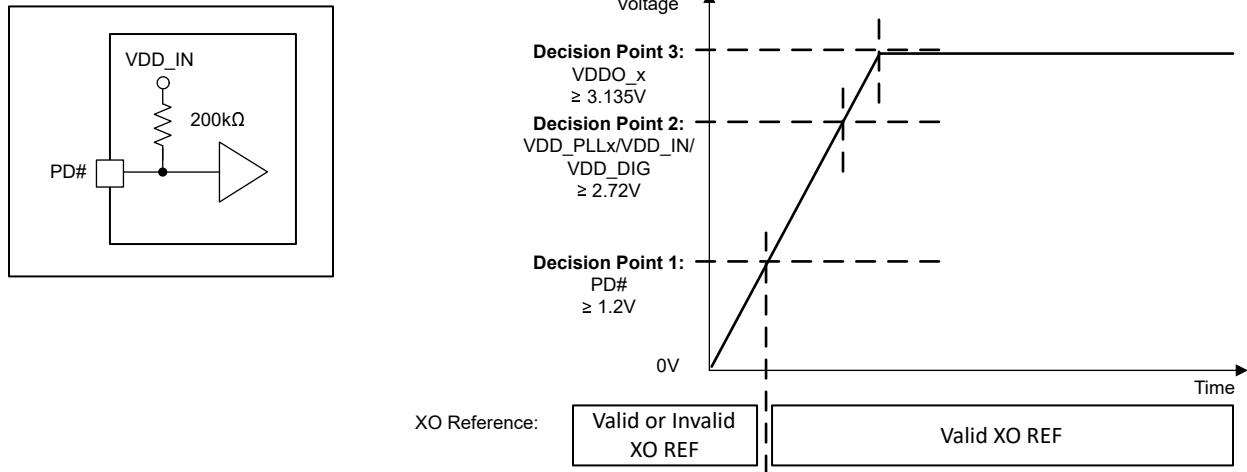 VDD_IN
200kΩ
PD#
Voltage
Decision Point 3:
VDDO_x
≥ 3.135V
Decision Point 2:
VDD_PLLx/VDD_IN/
VDD_DIG
≥ 2.72V
Decision Point 1:
PD#
≥ 1.2V
0V
Time
XO Reference:
Valid or Invalid
XO REF
Valid XO REF